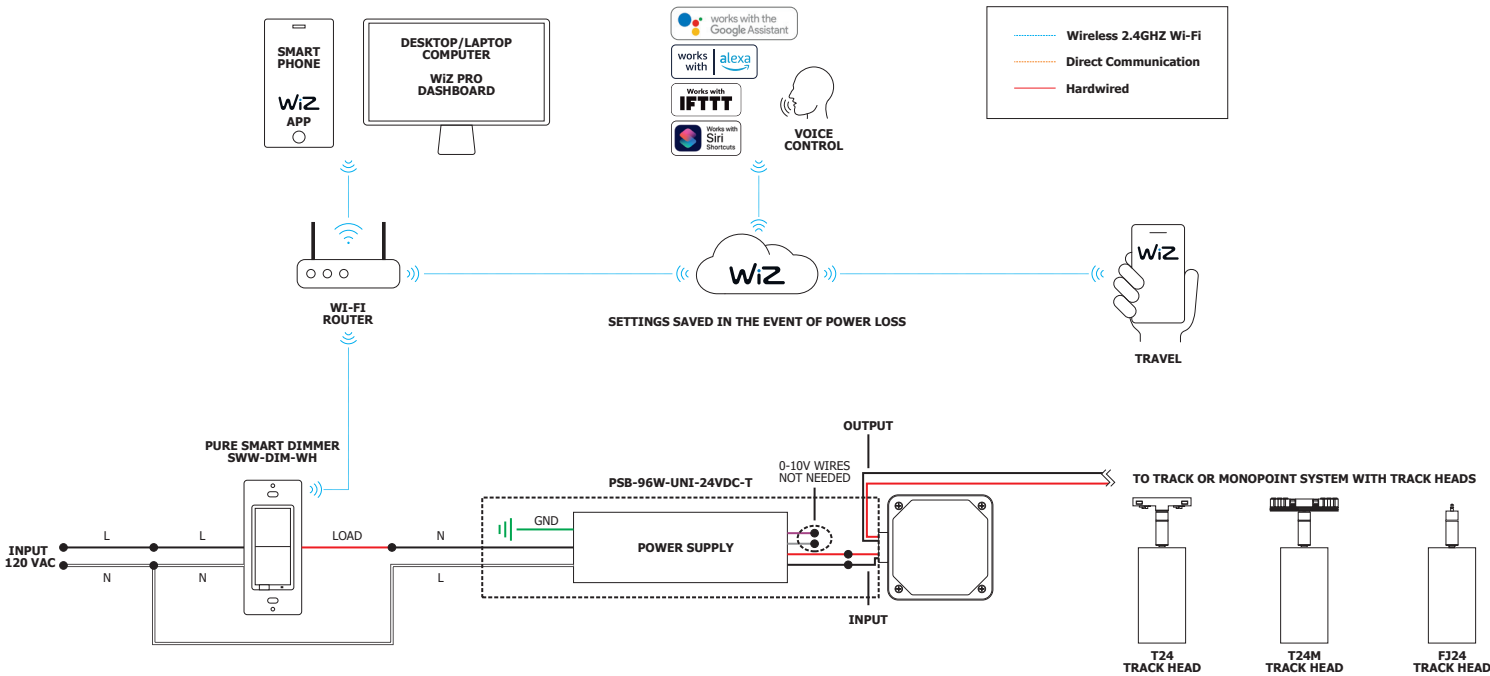 SMART
PHONE
WiZ
APP
DESKTOP/LAPTOP
COMPUTER
WiZ PRO
DASHBOARD
works with the
Google Assistant
works
with
alexa
Works with
IFTTT
Works with
Siri
Shortcuts
VOICE
CONTROL
Wireless 2.4GHZ Wi-Fi
Direct Communication
Hardwired
WI-FI
ROUTER
WiZ
SETTINGS SAVED IN THE EVENT OF POWER LOSS
WiZ
TRAVEL
PURE SMART DIMMER
SWW-DIM-WH
INPUT
120 VAC
L
L
N
N
LOAD
N
L
PSB-96W-UNI-24VDC-T
GND
POWER SUPPLY
0-10V WIRES
NOT NEEDED
OUTPUT
INPUT
TO TRACK OR MONOPOINT SYSTEM WITH TRACK HEADS
T24
TRACK HEAD
T24M
TRACK HEAD
FJ24
TRACK HEAD